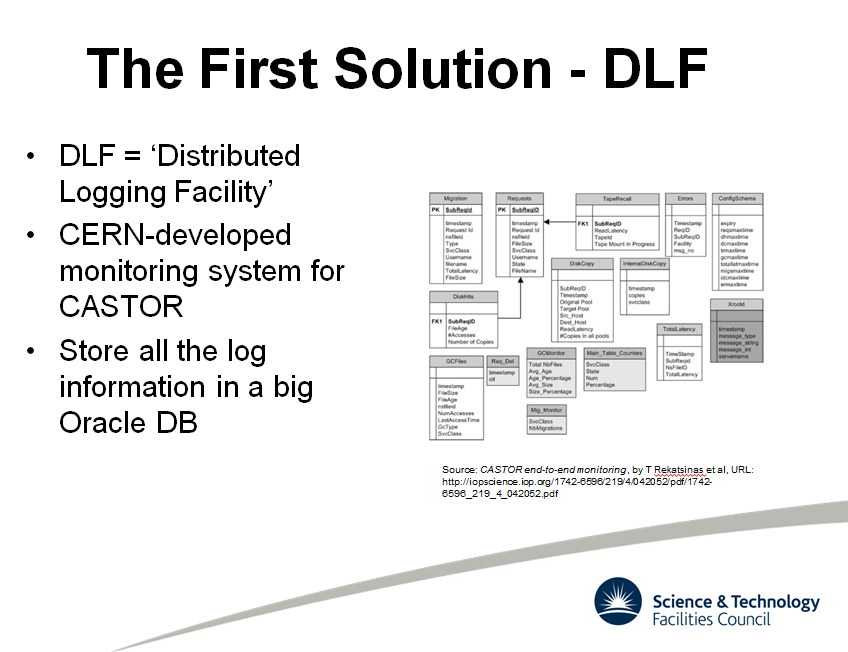 The First Solution - DLF
• DLF = ‘Distributed
Logging Facility’
• CERN-developed
monitoring system for
CASTOR
• Store all the log
information in a big
Oracle DB
Migration
PK SubReqId
timestamp
Request Id
nsfileid
Type
SvcClass
Username
filename
TotalLatency
FileSize
Requests
PK SubReqID
timestamp
Request Id
nsfileid
FileSize
SvcClass
Username
State
FileName
TapeRecall
FK1 SubReqID
ReadLatency
TapeId
Tape Mount In Progress
Errors
Timestamp
ReqID
SubReqID
Facility
msg_no
ConfigSchema
expiry
reqsmaxtime
dhmaxtime
dcmaxtime
trmaxtime
gcmaxtime
totallatmaxtime
migsmaxtime
idcmaxtime
ermaxtime
DiskCopy
SubReqID
Timestamp
Original Pool
Target Pool
Src_Host
Dest_Host
ReadLatency
#Copies In all pools
InternalDiskCopy
timestamp
copies
svcclass
DiskHits
FK1 SubReqID
FileAge
#Accesses
Number of Copies
Xrootd
timestamp
message_type
message_string
message_int
servername
TotalLatency
TimeStamp
SubReqid
NsFileID
TotalLatency
GCFiles
timestamp
FileSize
FileAge
nsfileid
NumAccesses
LastAccessTime
GcType
SvcClass
Req_Del
timestamp
dif
GCMonitor
Total NbFiles
Avg_Age
Age_Percentage
Avg_Size
Size_Percentage
Main_Table_Counters
SvcClass
State
Num
Percentage
Mig_Monitor
SvcClass
NbMigrations
Source: CASTOR end-to-end monitoring, by T Rekatsinas et al, URL:
http://iopscience.iop.org/1742-6596/219/4/042052/pdf/1742-
6596_219_4_042052.pdf
Science & Technology
Facilities Council